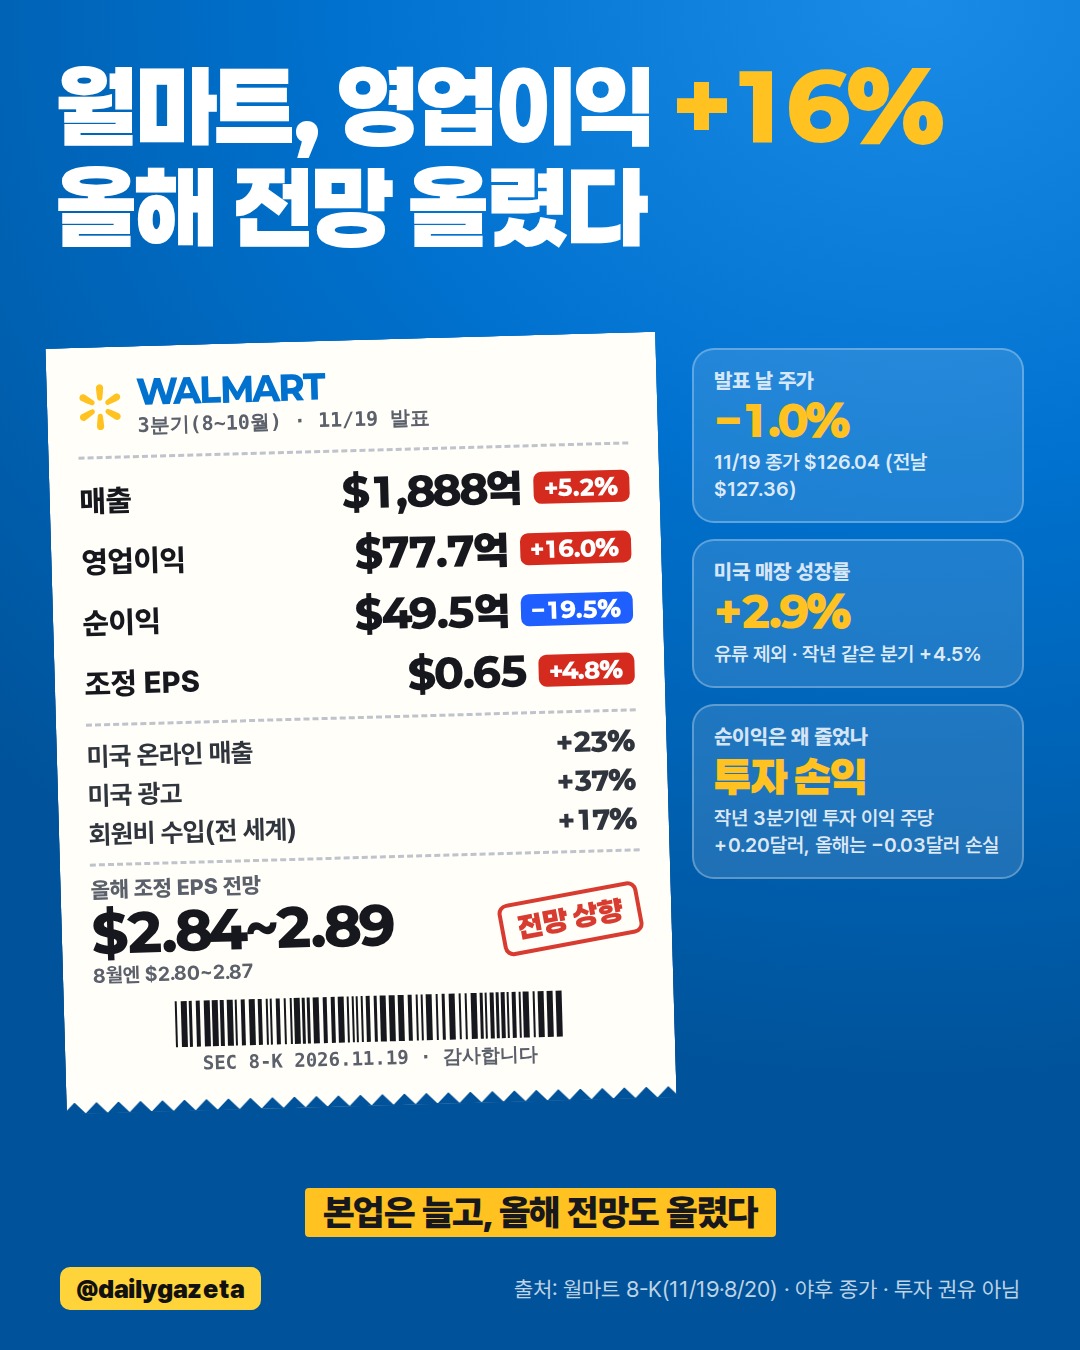 월마트, 영업이익 +16%
올해 전망 올렸다
WALMART
3분기(8~10월) · 11/19 발표
매출 $1,888억 +5.2%
영업이익 $77.7억 +16.0%
순이익 $49.5억 −19.5%
조정 EPS $0.65 +4.8%
미국 온라인 매출 +23%
미국 광고 +37%
회원비 수입(전 세계) +17%
올해 조정 EPS 전망
$2.84~2.89
전망 상향
8월엔 $2.80~2.87
SEC 8-K 2026.11.19 · 감사합니다
발표 날 주가
−1.0%
11/19 종가 $126.04 (전날
$127.36)
미국 매장 성장률
+2.9%
유류 제외 · 작년 같은 분기 +4.5%
순이익은 왜 줄었나
투자 손익
작년 3분기엔 투자 이익 주당
+0.20달러, 올해는 −0.03달러 손실
본업은 늘고, 올해 전망도 올렸다
@dailygazeta
출처: 월마트 8-K(11/19·8/20) · 야후 종가 · 투자 권유 아님